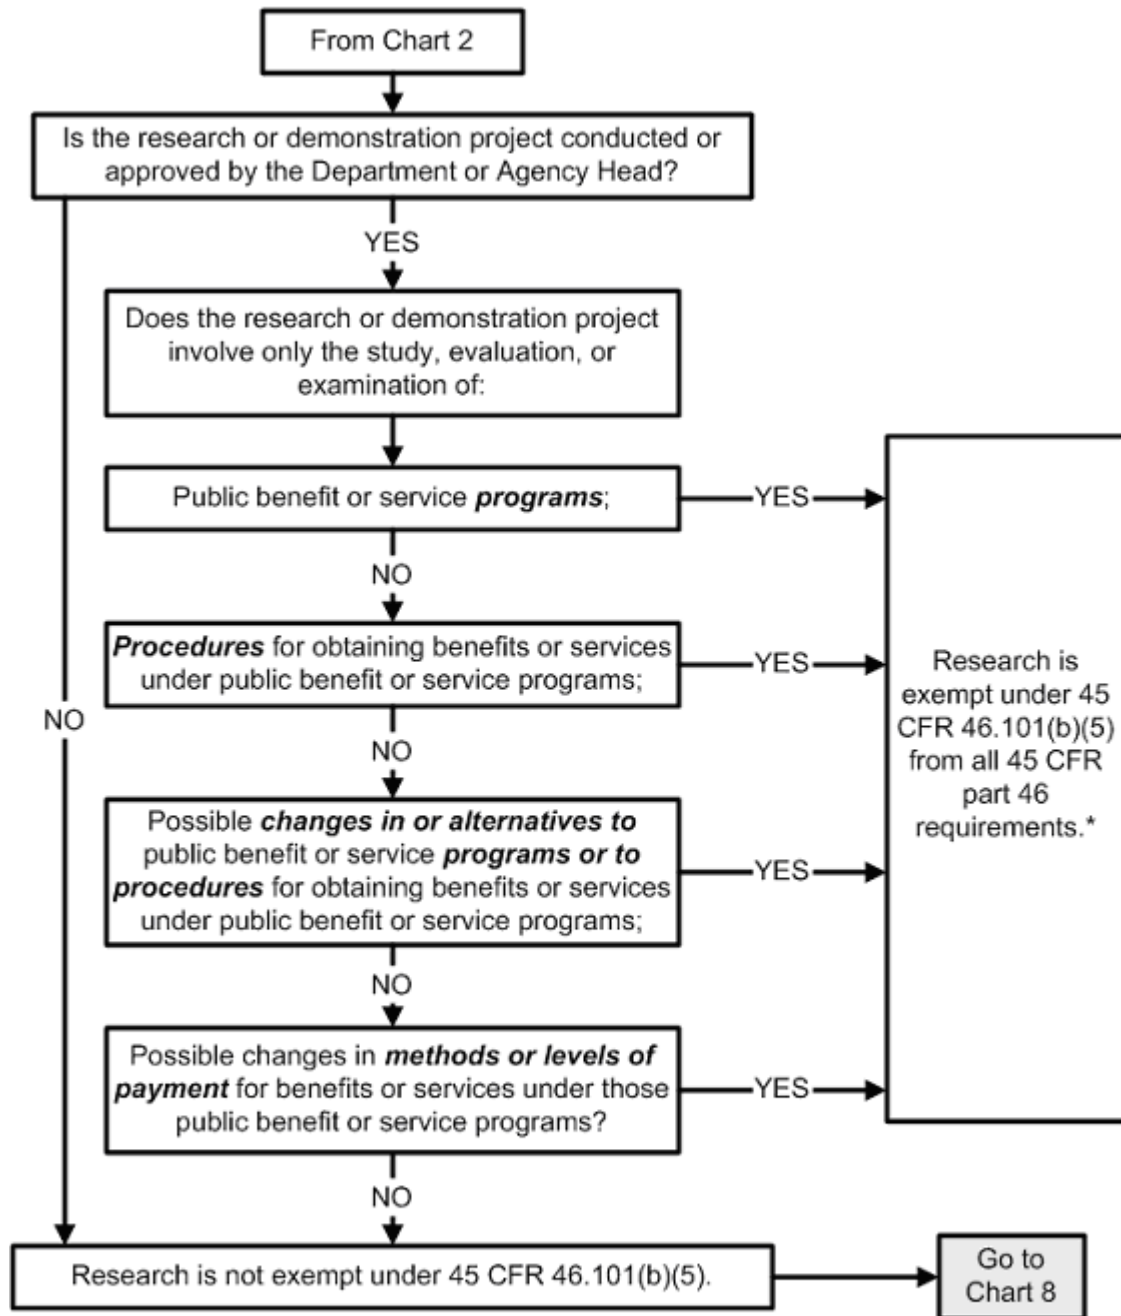 From Chart 2
Is the research or demonstration project conducted or
approved by the Department or Agency Head?
YES
Does the research or demonstration project
involve only the study, evaluation, or
examination of:
Public benefit or service programs;
YES
NO
Procedures for obtaining benefits or services
under public benefit or service programs;
YES
NO
NO
Possible changes in or alternatives to
public benefit or service programs or to
procedures for obtaining benefits or services
under public benefit or service programs;
YES
NO
Possible changes in methods or levels of
payment for benefits or services under those
public benefit or service programs?
YES
NO
Research is
exempt under 45
CFR 46.101(b)(5)
from all 45 CFR
part 46
requirements.*
Research is not exempt under 45 CFR 46.101(b)(5).
Go to
Chart 8